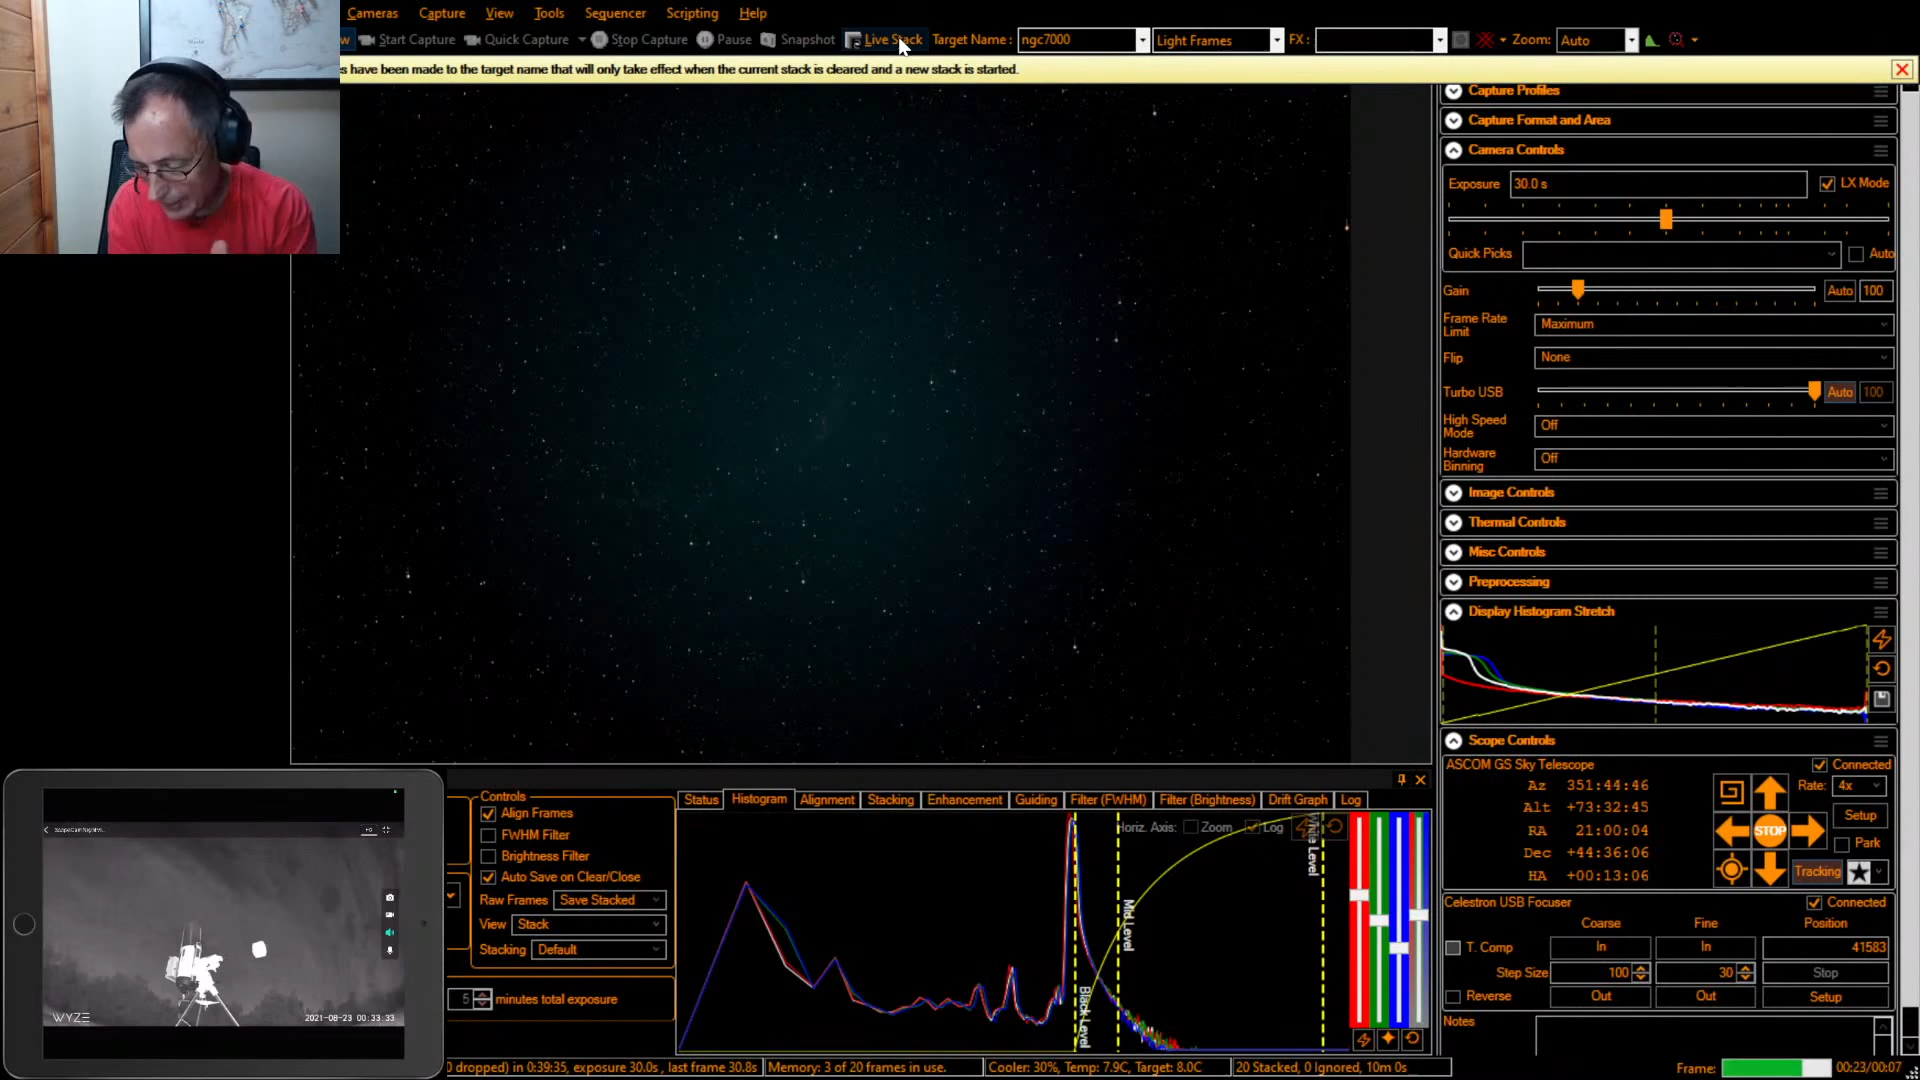 Cameras Capture View Tools Sequencer Scripting Help
Start Capture Quick Capture Stop Capture Pause Snapshot Live Stack Target Name: ngc7000 Light Frames FX: Zoom: Auto
s have been made to the target name that will only take effect when the current stack is cleared and a new stack is started.
Capture Profiles
Capture Format and Area
Camera Controls
Exposure 30.0 s LX Mode
Quick Picks Auto
Gain Auto 100
Frame Rate Limit Maximum
Flip None
Turbo USB Auto 100
High Speed Mode Off
Hardware Binning Off
Image Controls
Thermal Controls
Misc Controls
Preprocessing
Display Histogram Stretch
Scope Controls
ASCOM GS Sky Telescope Connected
Az 351:44:46 Rate: 4x
Alt +73:32:45 Setup
RA 21:00:04 STOP
Dec +44:36:06 Park
HA +00:13:06 Tracking
Celestron USB Focuser Connected
Coarse Fine Position
T. Comp In In 41583
Step Size 100 30 Stop
Reverse Out Out Setup
Notes
Controls
Align Frames
FWHM Filter
Brightness Filter
Auto Save on Clear/Close
Raw Frames Save Stacked
View Stack
Stacking Default
5 minutes total exposure
Status Histogram Alignment Stacking Enhancement Guiding Filter (FWHM) Filter (Brightness) Drift Graph Log
Horiz. Axis: Zoom Log
Black Level
Mid Level
White Level
WYZE 2021-08-23 00:33:33
0 dropped) in 0:39:35, exposure 30.0s, last frame 30.8s Memory: 3 of 20 frames in use. Cooler: 30%, Temp: 7.9C, Target: 8.0C 20 Stacked, 0 Ignored, 10m 0s Frame: 00:23/00:07